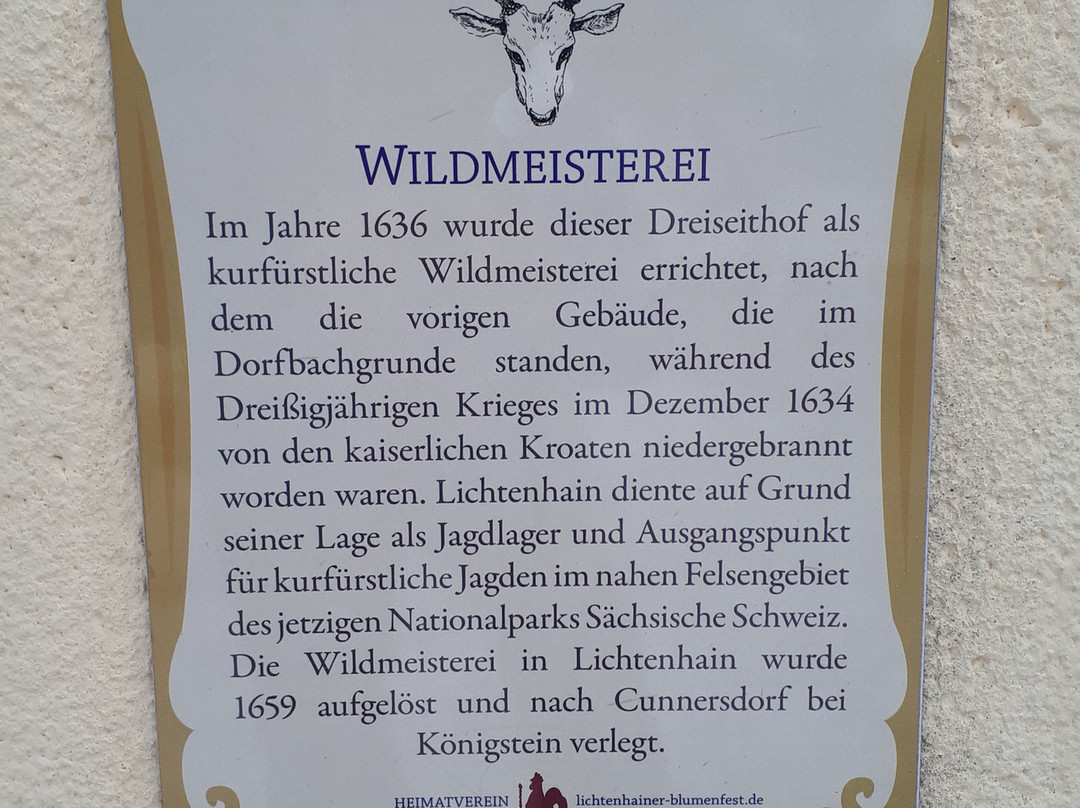 WILDMEISTEREI
Im Jahre 1636 wurde dieser Dreiseithof als
kurfürstliche Wildmeisterei errichtet, nach
dem die vorigen Gebäude, die im
Dorfbachgrunde standen, während des
Dreißigjährigen Krieges im Dezember 1634
von den kaiserlichen Kroaten niedergebrannt
worden waren. Lichtenhain diente auf Grund
seiner Lage als Jagdlager und Ausgangspunkt
für kurfürstliche Jagden im nahen Felsengebiet
des jetzigen Nationalparks Sächsische Schweiz.
Die Wildmeisterei in Lichtenhain wurde
1659 aufgelöst und nach Cunnersdorf bei
Königstein verlegt.
HEIMATVEREIN lichtenhainer-blumenfest.de